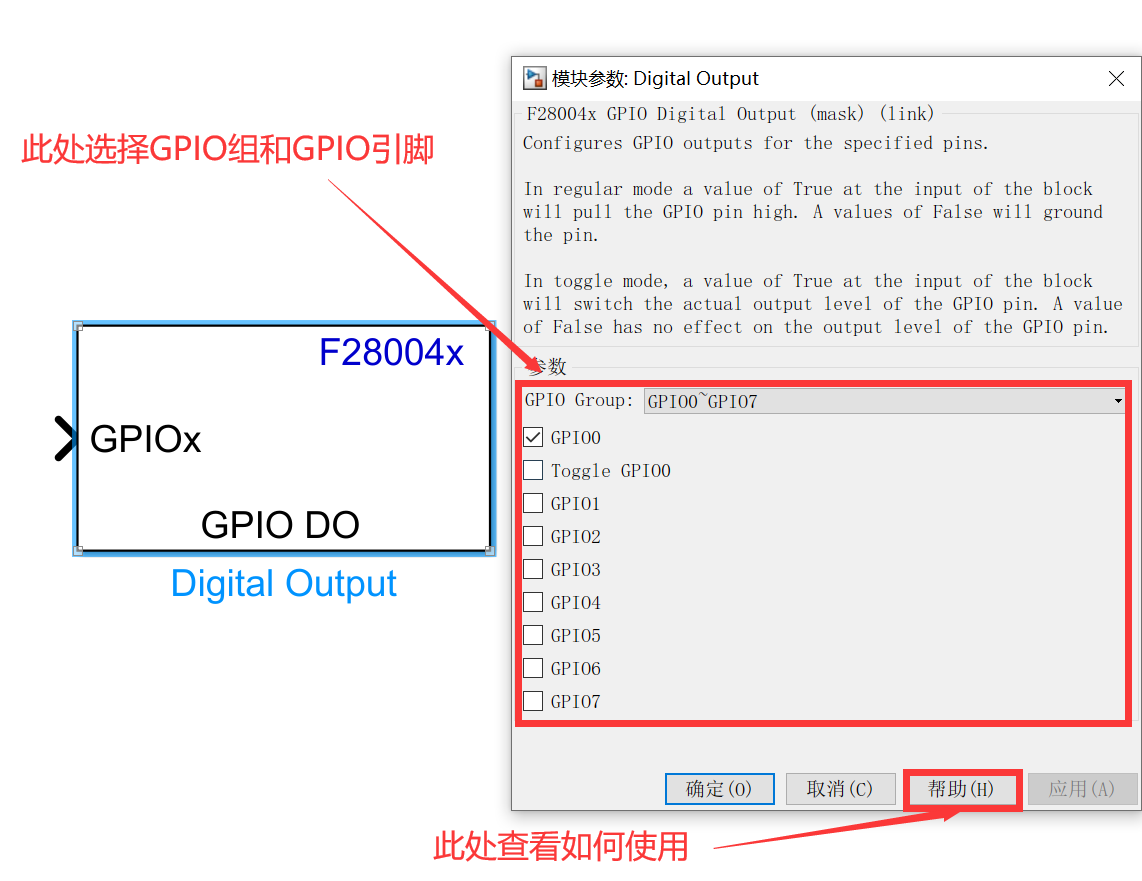 模块参数: Digital Output
F28004x GPIO Digital Output (mask) (link)
Configures GPIO outputs for the specified pins.
In regular mode a value of True at the input of the block
will pull the GPIO pin high. A values of False will ground
the pin.
In toggle mode, a value of True at the input of the block
will switch the actual output level of the GPIO pin. A value
of False has no effect on the output level of the GPIO pin.
此处选择GPIO组和GPIO引脚
F28004x
GPIOx
GPIO DO
Digital Output
参数
GPIO Group: GPIO0~GPIO7
GPIO0
Toggle GPIO0
GPIO1
GPIO2
GPIO3
GPIO4
GPIO5
GPIO6
GPIO7
确定(O) 取消(C) 帮助(H) 应用(A)
此处查看如何使用